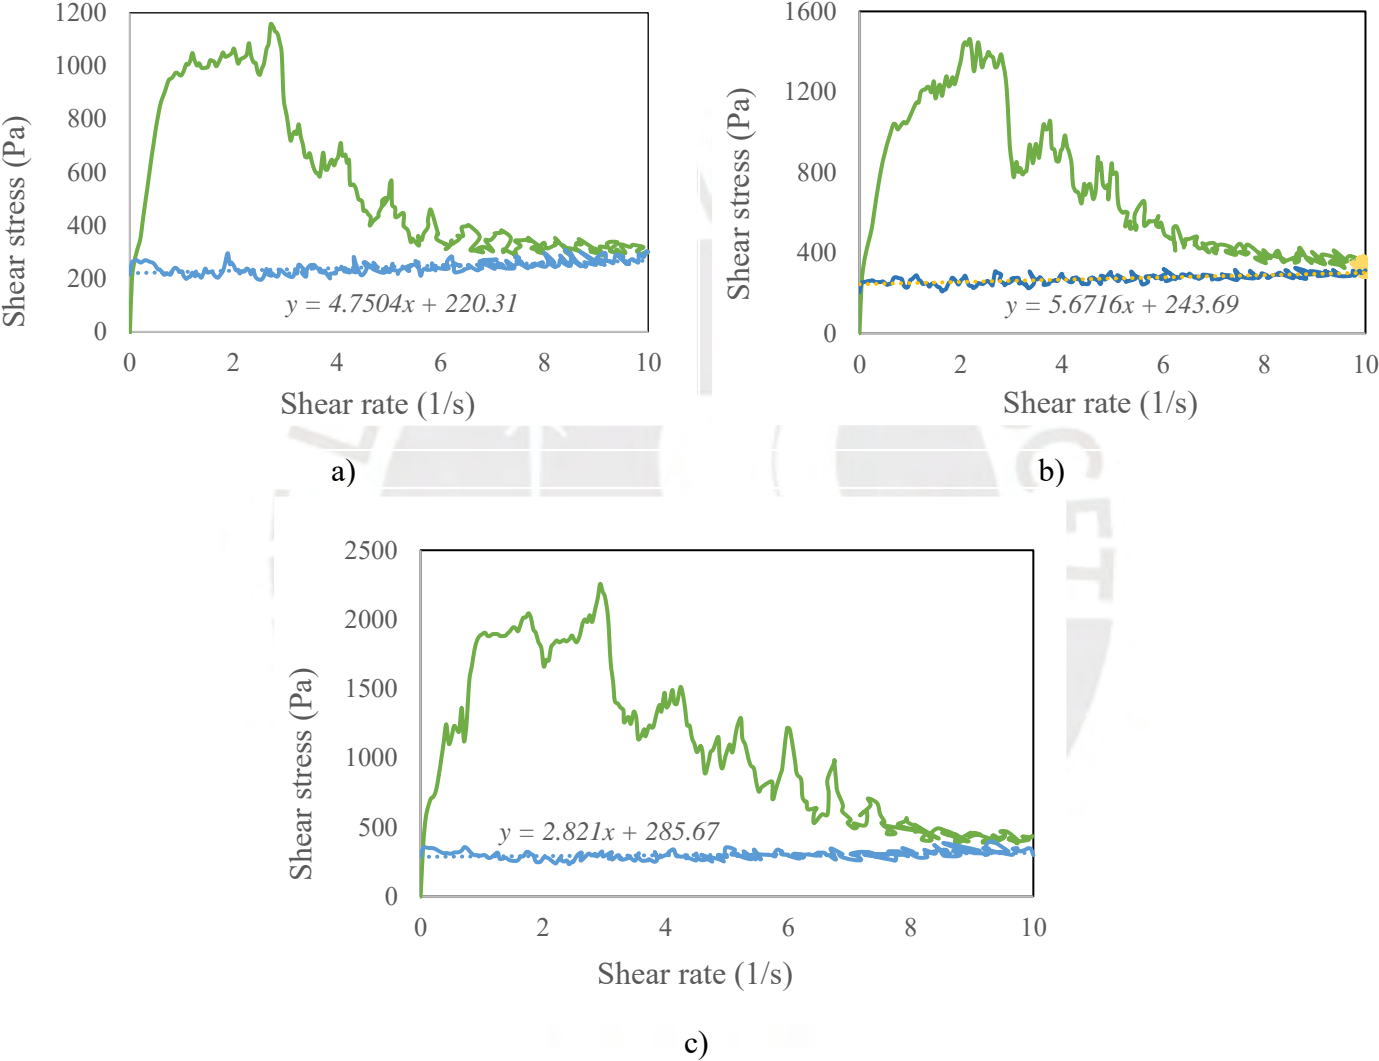 1200
1000
800
600
400
200
0
Shear stress (Pa)
y = 4.7504x + 220.31
0 2 4 6 8 10
Shear rate (1/s)
a)
1600
1200
800
400
0
Shear stress (Pa)
y = 5.6716x + 243.69
0 2 4 6 8 10
Shear rate (1/s)
b)
2500
2000
1500
1000
500
0
Shear stress (Pa)
y = 2.821x + 285.67
0 2 4 6 8 10
Shear rate (1/s)
c)